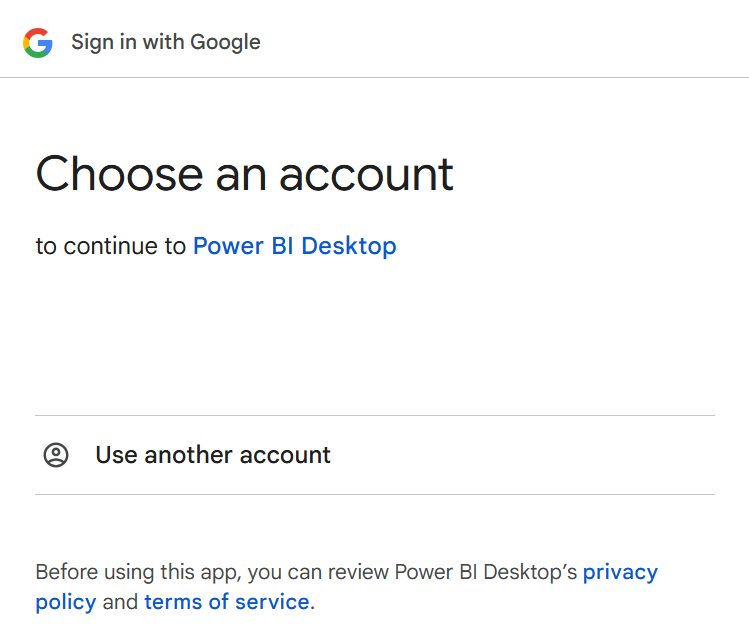 Sign in with Google
Choose an account
to continue to Power BI Desktop
Use another account
Before using this app, you can review Power BI Desktop’s privacy
policy and terms of service.